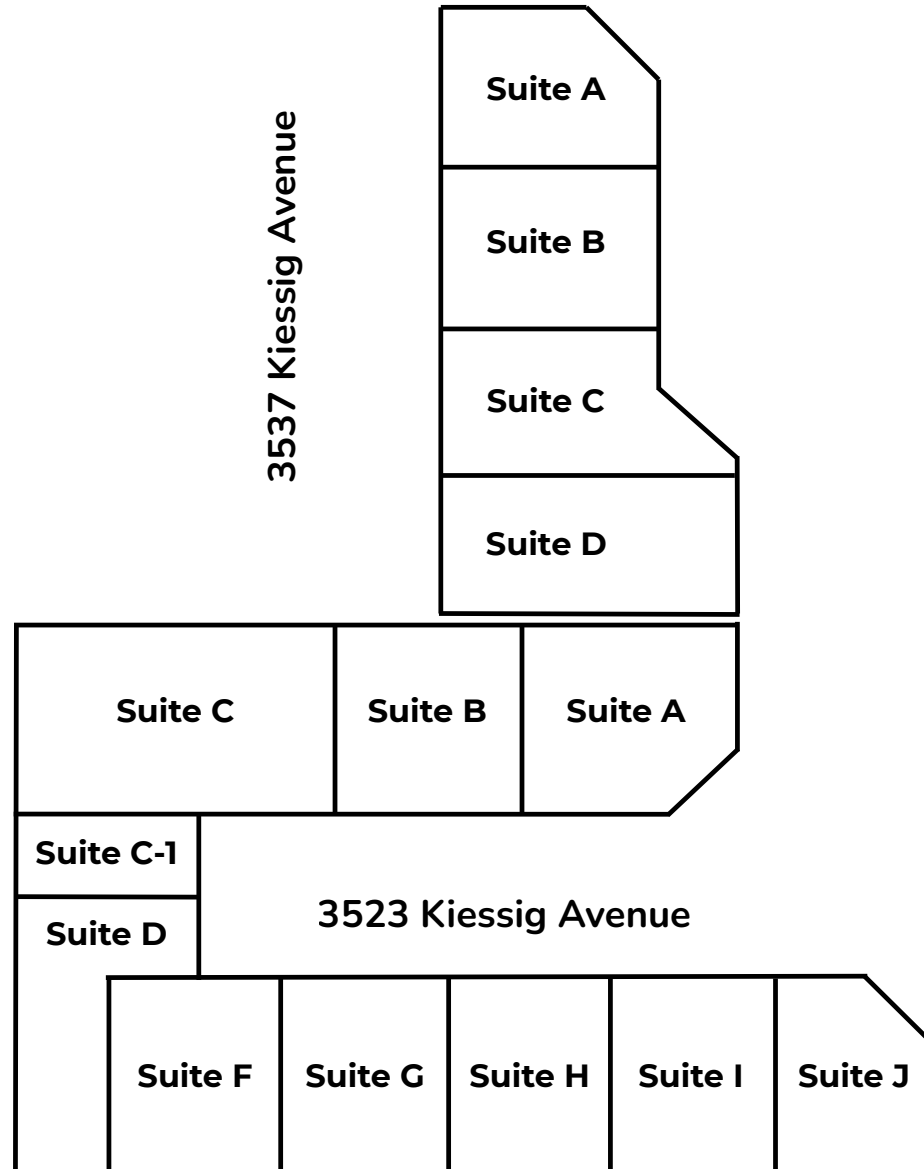 Suite A
3537 Kiessig Avenue
Suite B
Suite C
Suite D
Suite C
Suite B
Suite A
Suite C-1
3523 Kiessig Avenue
Suite D
Suite F
Suite G
Suite H
Suite I
Suite J